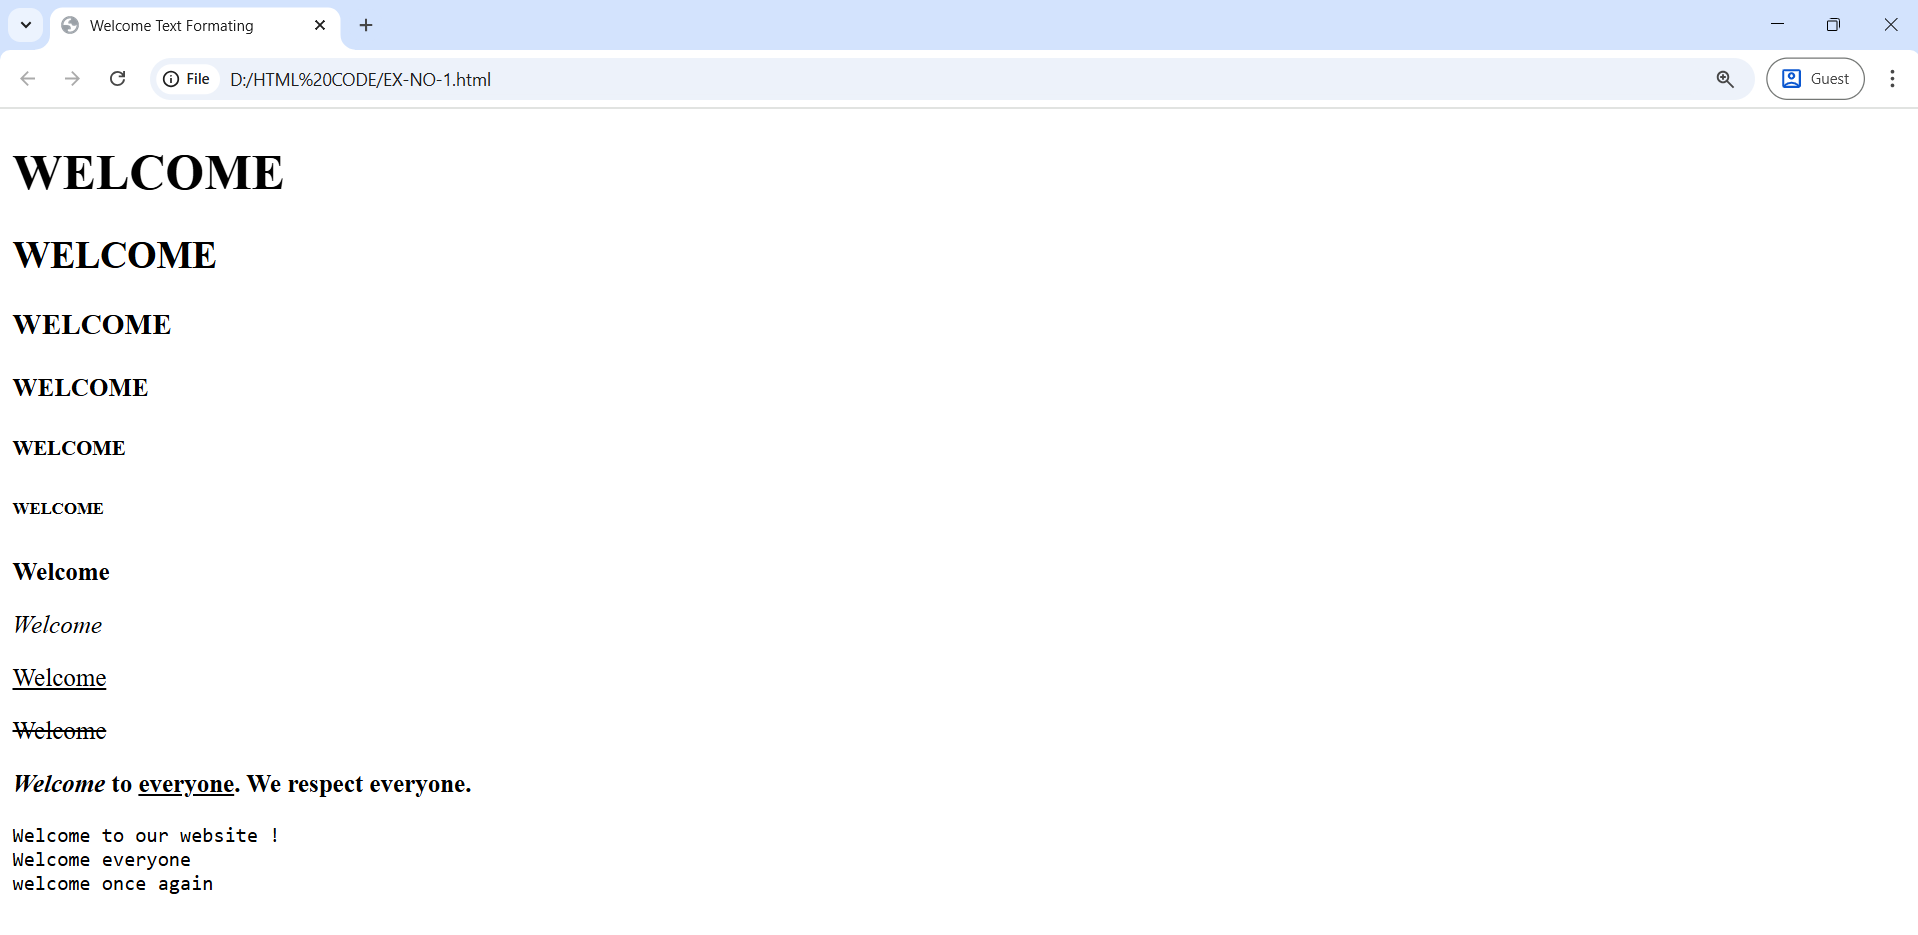 Welcome Text Formating
File D:/HTML%20CODE/EX-NO-1.html Guest
WELCOME
WELCOME
WELCOME
WELCOME
WELCOME
WELCOME
Welcome
Welcome
Welcome
Welcome
Welcome to everyone. We respect everyone.
Welcome to our website !
Welcome everyone
welcome once again